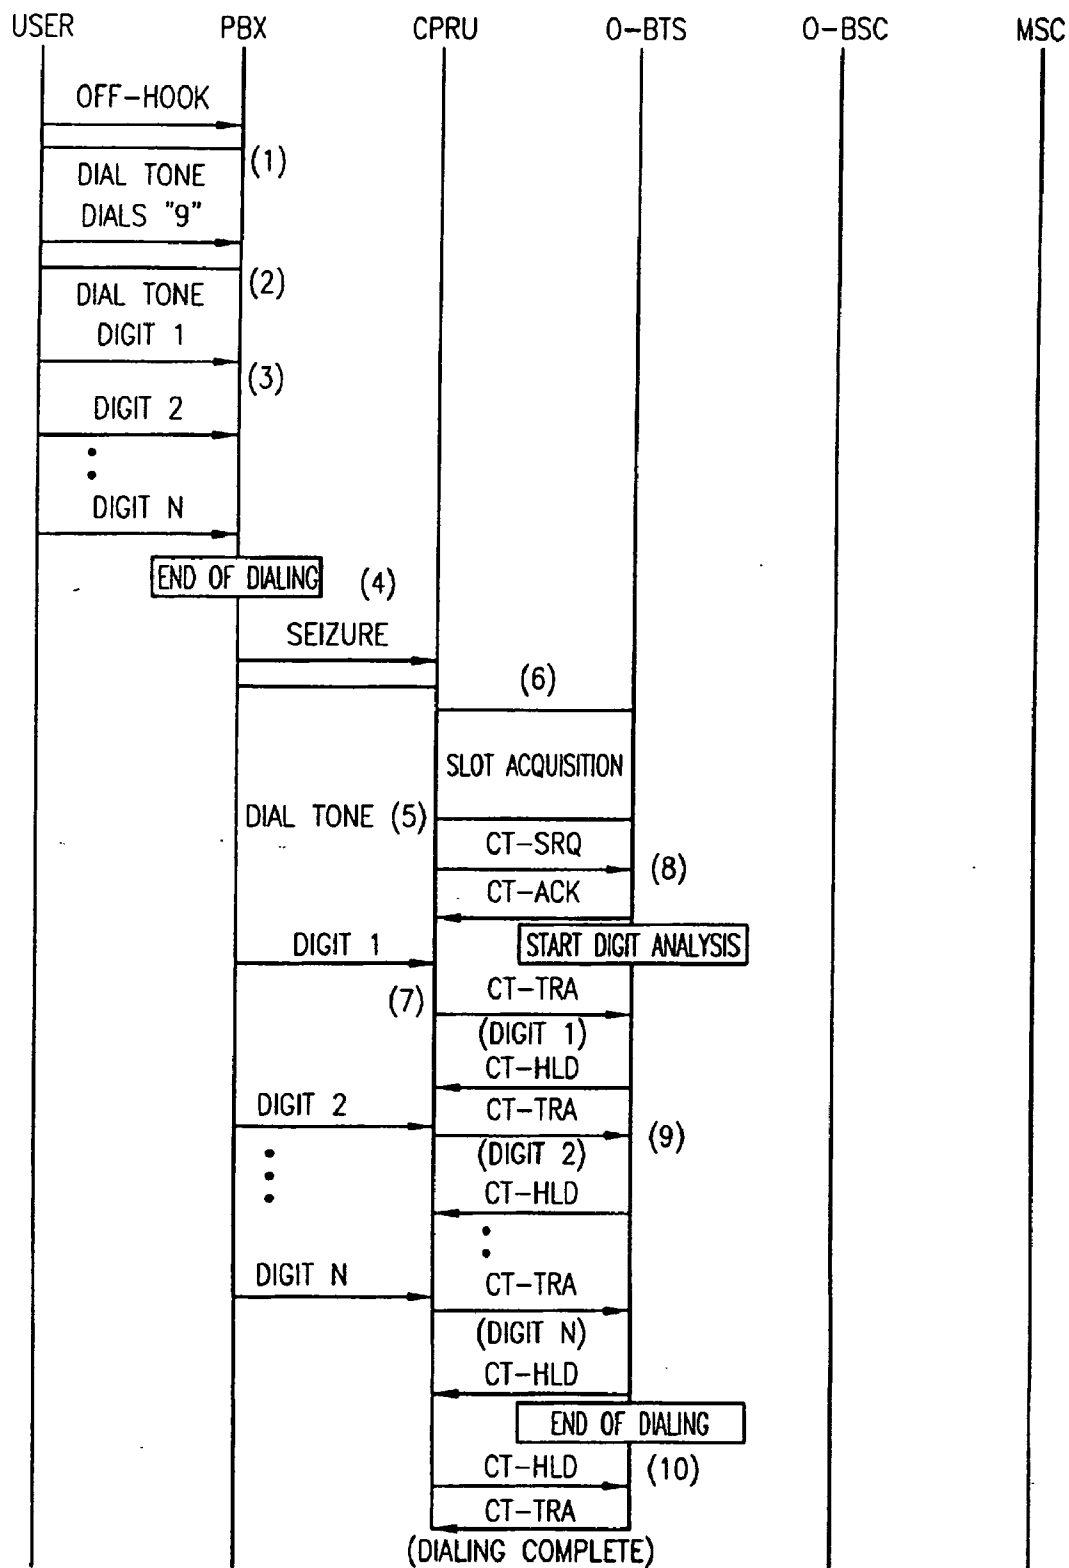 USER PBX CPRU O-BTS O-BSC MSC
OFF-HOOK
(1)
DIAL TONE
DIALS "9"
(2)
DIAL TONE
DIGIT 1
(3)
DIGIT 2
DIGIT N
END OF DIALING (4)
SEIZURE
(6)
SLOT ACQUISITION
DIAL TONE (5)
CT-SRQ
(8)
CT-ACK
START DIGIT ANALYSIS
DIGIT 1
CT-TRA
(7)
(DIGIT 1)
CT-HLD
DIGIT 2
CT-TRA
(9)
(DIGIT 2)
CT-HLD
DIGIT N
CT-TRA
(DIGIT N)
CT-HLD
END OF DIALING
CT-HLD (10)
CT-TRA
(DIALING COMPLETE)